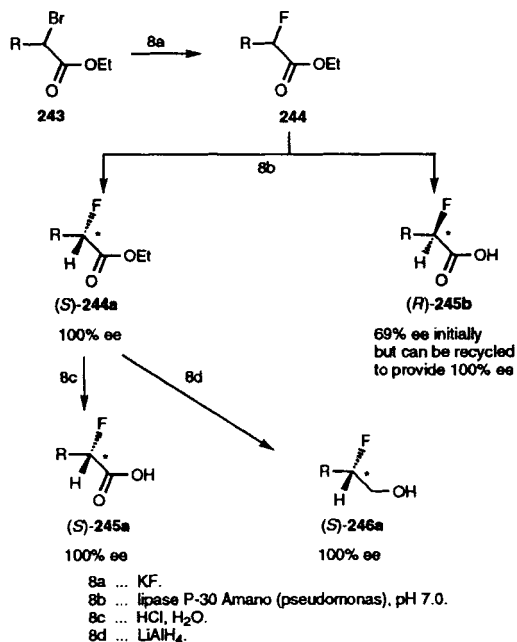 Br
R
OEt
O
243
8a
F
R
OEt
O
244
8b
F
R
*
H
OEt
O
(S)-244a
100% ee
F
R
*
H
OH
O
(R)-245b
69% ee initially
but can be recycled
to provide 100% ee
8c
8d
F
R
*
H
OH
O
(S)-245a
100% ee
F
R
*
H
OH
(S)-246a
100% ee
8a ... KF.
8b ... lipase P-30 Amano (pseudomonas), pH 7.0.
8c ... HCl, H2O.
8d ... LiAlH4.